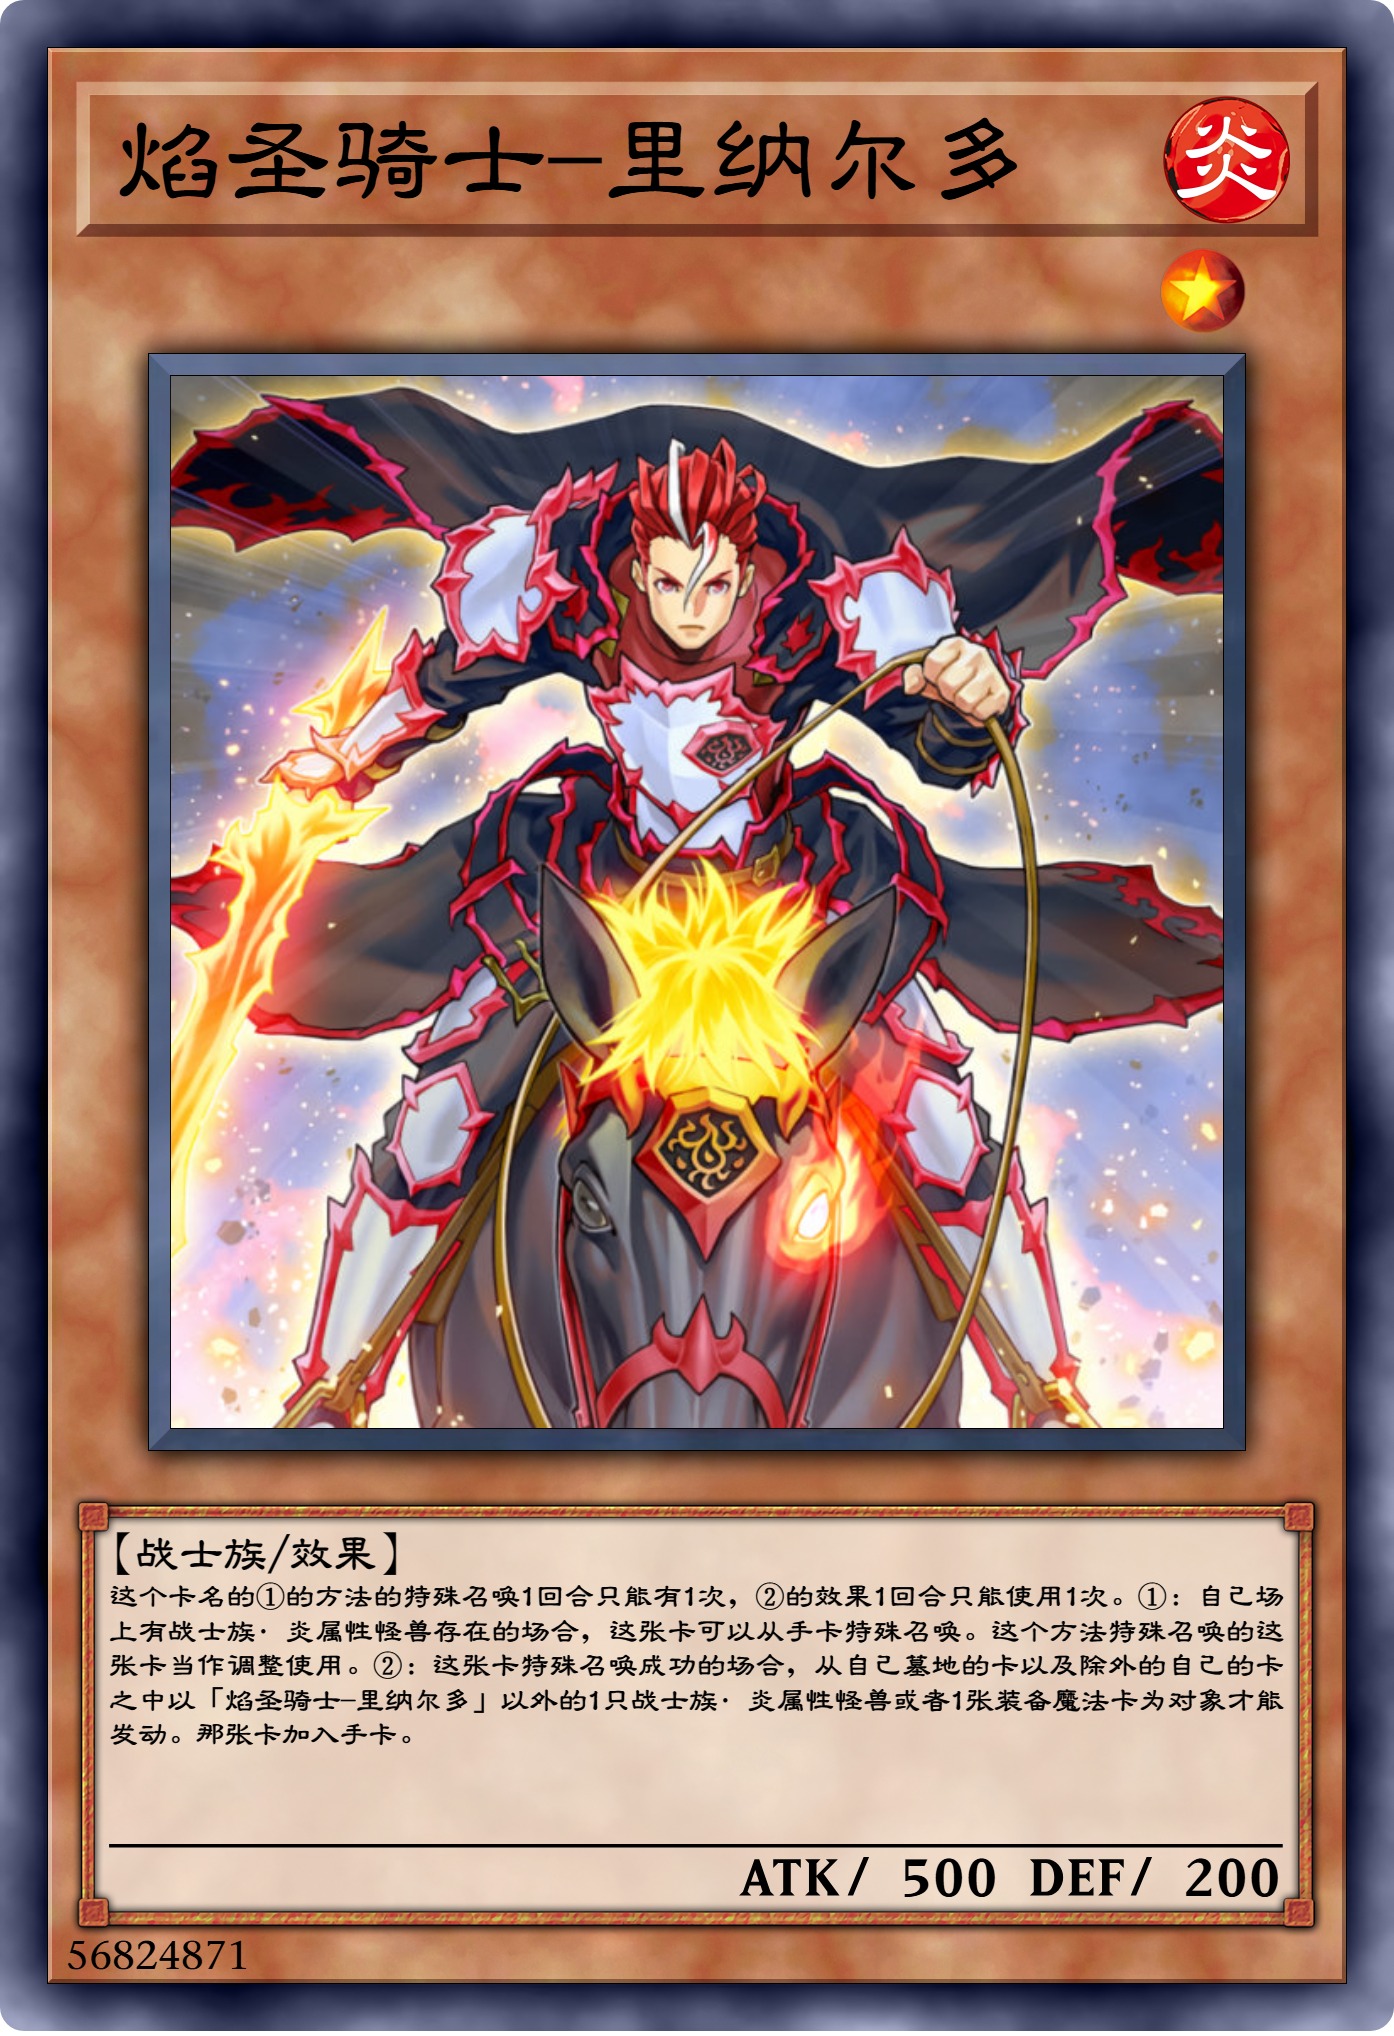 焰圣骑士-里纳尔多
炎
【战士族/效果】
这个卡名的①的方法的特殊召唤1回合只能有1次，②的效果1回合只能使用1次。①：自己场
上有战士族·炎属性怪兽存在的场合，这张卡可以从手卡特殊召唤。这个方法特殊召唤的这
张卡当作调整使用。②：这张卡特殊召唤成功的场合，从自己墓地的卡以及除外的自己的卡
之中以「焰圣骑士-里纳尔多」以外的1只战士族·炎属性怪兽或者1张装备魔法卡为对象才能
发动。那张卡加入手卡。
ATK/ 500 DEF/ 200
56824871